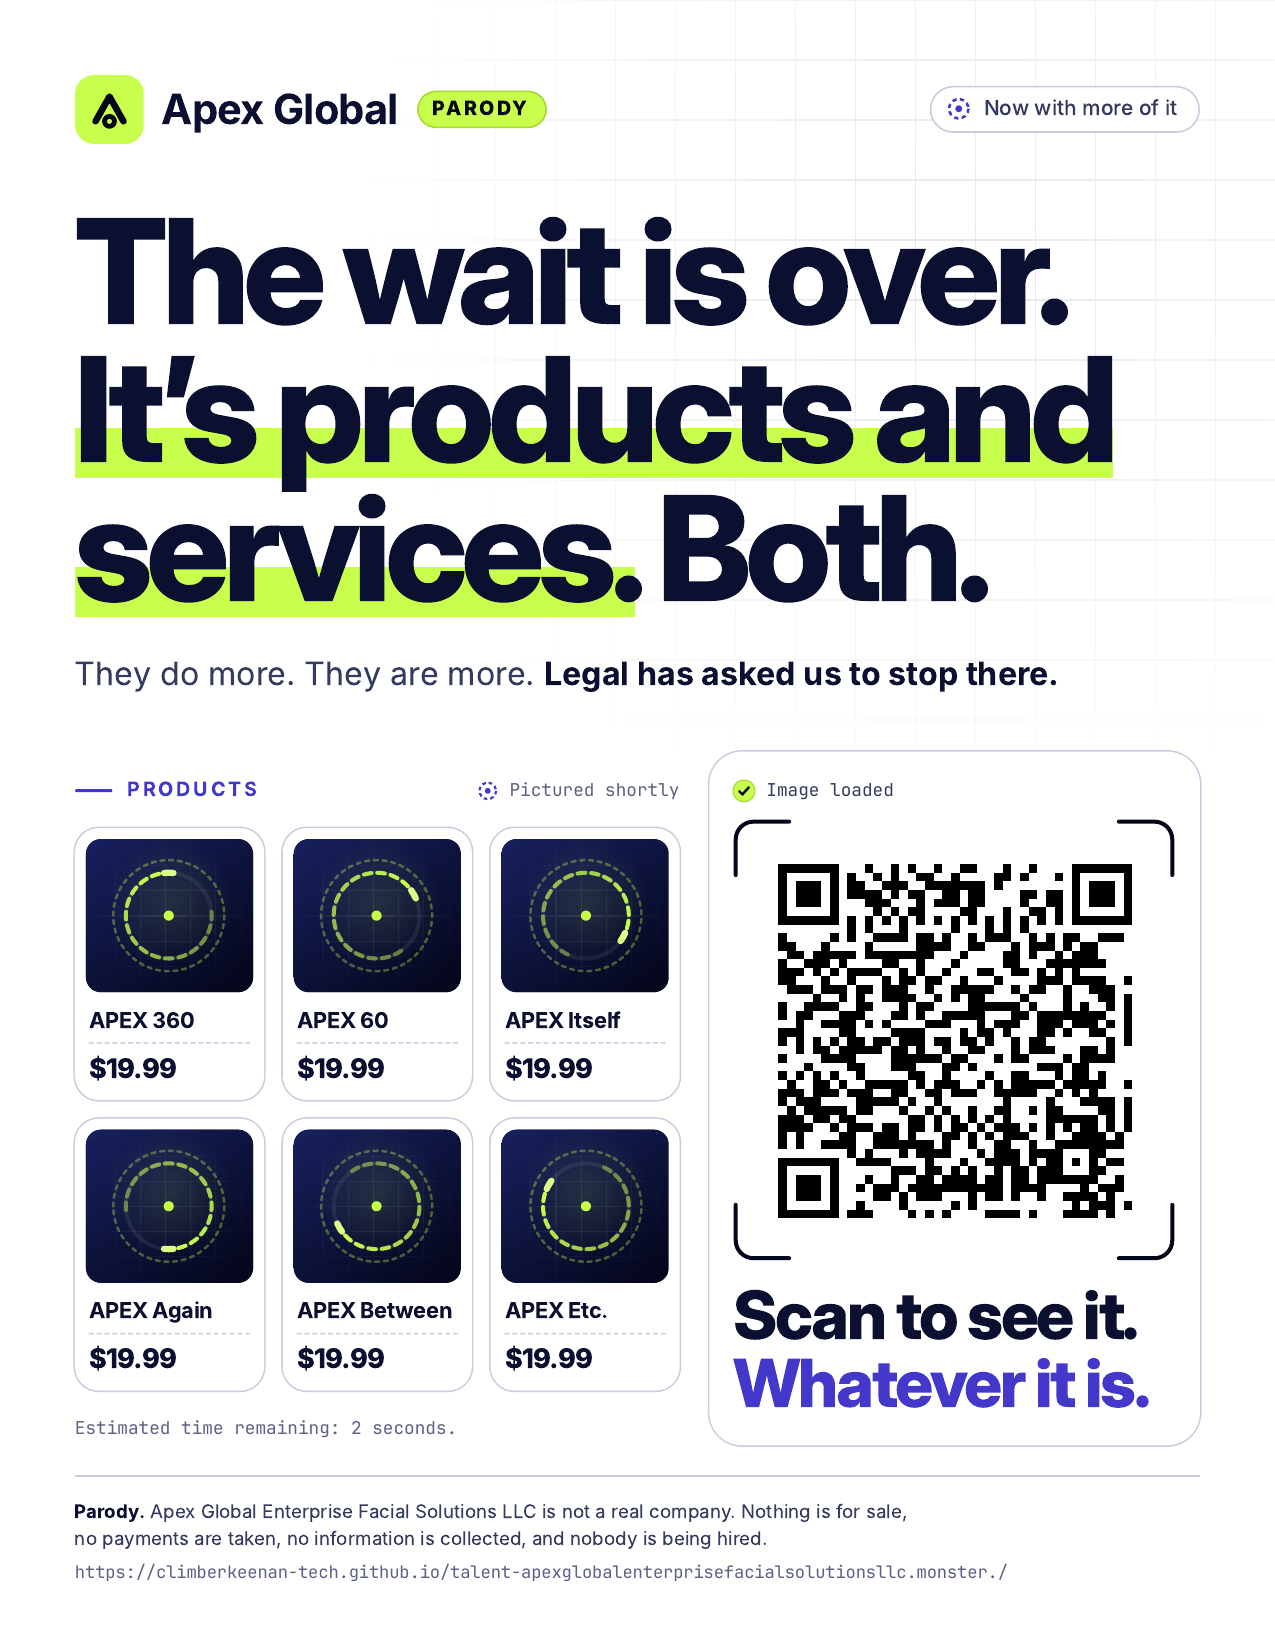 Apex Global
PARODY
Now with more of it
The wait is over.
It’s products and
services. Both.
They do more. They are more. Legal has asked us to stop there.
PRODUCTS
Pictured shortly
APEX 360
$19.99
APEX 60
$19.99
APEX Itself
$19.99
APEX Again
$19.99
APEX Between
$19.99
APEX Etc.
$19.99
Estimated time remaining: 2 seconds.
Image loaded
Scan to see it.
Whatever it is.
Parody. Apex Global Enterprise Facial Solutions LLC is not a real company. Nothing is for sale,
no payments are taken, no information is collected, and nobody is being hired.
https://climberkeenan-tech.github.io/talent-apexglobalenterprisefacialsolutionsllc.monster./